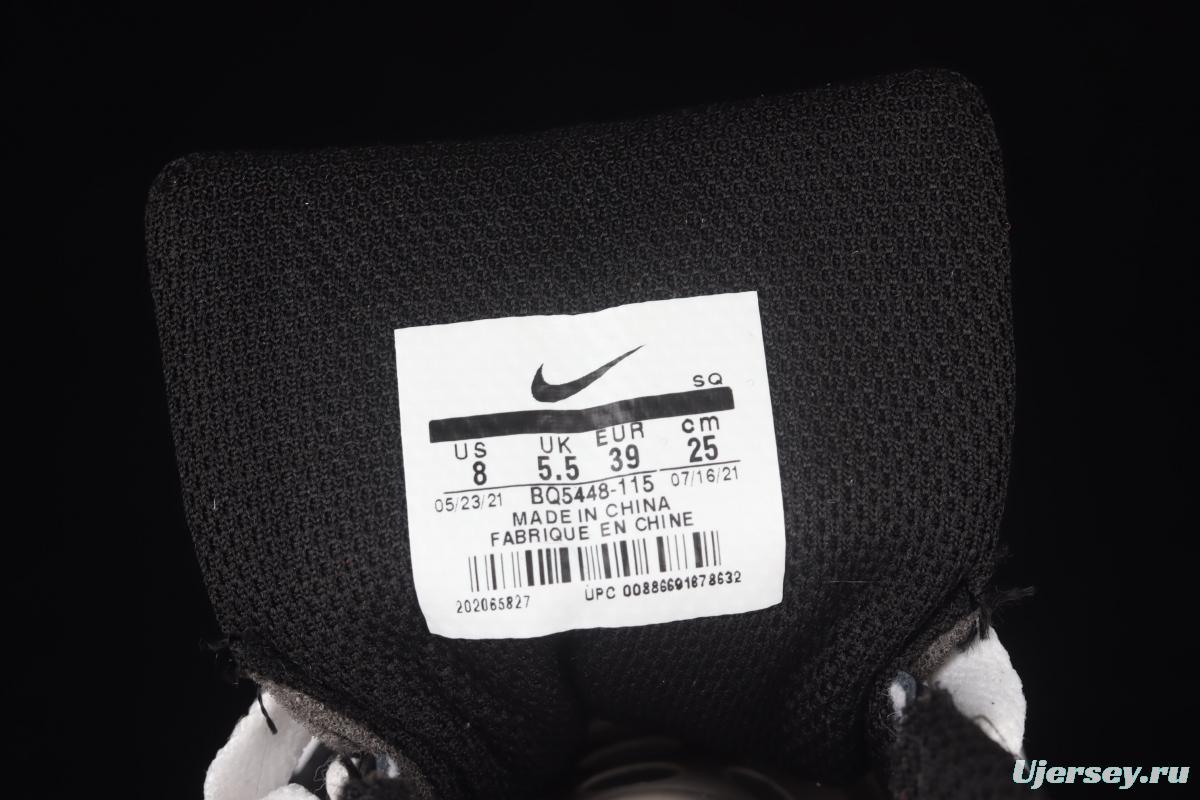 SQ
US UK EUR cm
8 5.5 39 25
05/23/21 BQ5448-115 07/16/21
MADE IN CHINA
FABRIQUE EN CHINE
202065827 UPC 00886691878632
Ujersey.ru